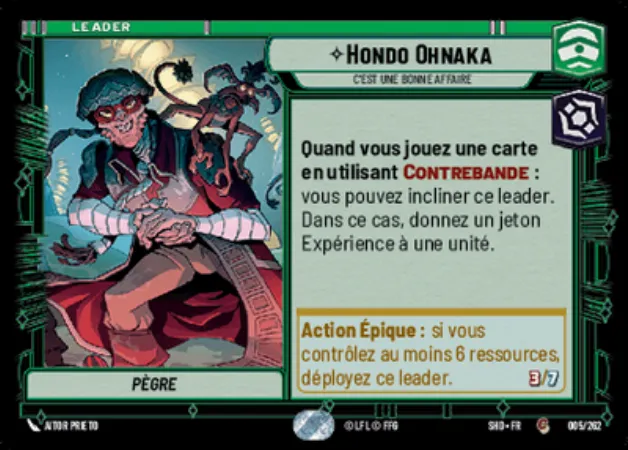 LEADER
HONDO OHNAKA
C'EST UNE BONNE AFFAIRE
Quand vous jouez une carte
en utilisant CONTREBANDE :
vous pouvez incliner ce leader.
Dans ce cas, donnez un jeton
Expérience à une unité.
Action Épique : si vous
contrôlez au moins 6 ressources,
déployez ce leader. 3/7
PÈGRE
AITOR PRIETO © LFL © FFG SHD • FR 005/262